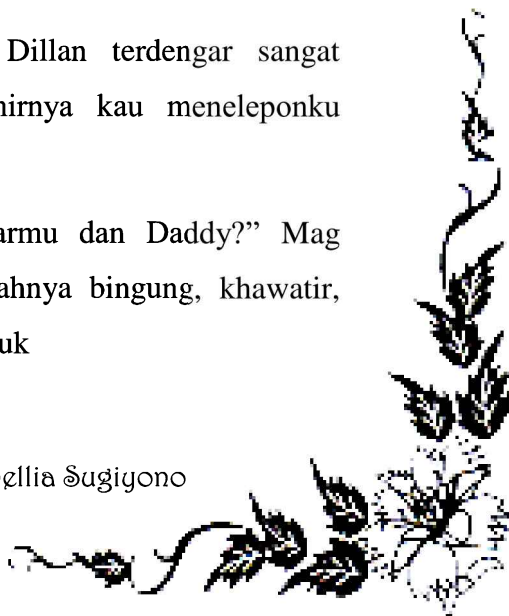 Dillan terdengar sangat
hirnya kau meneleponku
armu dan Daddy?” Mag
ahnya bingung, khawatir,
uk
ellia Sugiyono